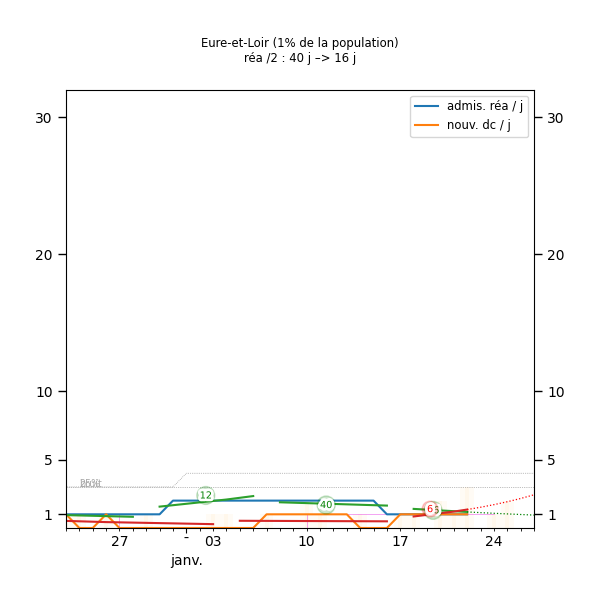 Eure-et-Loir (1% de la population)
réa /2 : 40 j –> 16 j
admis. réa / j
nouv. dc / j
30 30
20 20
10 10
5 5
12
40
6
1 1
27 - 03 10 17 24
janv.